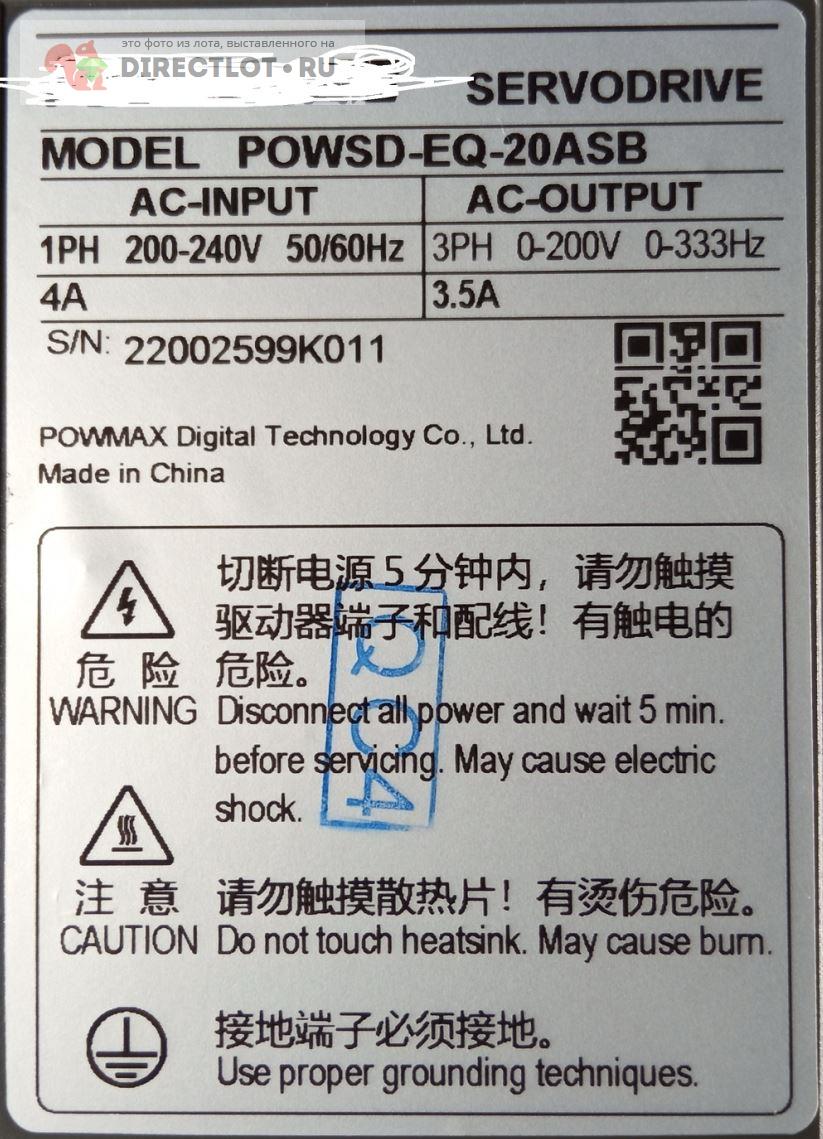 это фото из лота, выставленного на
DIRECTLOT.RU
SERVODRIVE
MODEL POWSD-EQ-20ASB
AC-INPUT AC-OUTPUT
1PH 200-240V 50/60Hz 3PH 0-200V 0-333Hz
4A 3.5A
S/N: 22002599K011
POWMAX Digital Technology Co., Ltd.
Made in China
切断电源5分钟内，请勿触摸
驱动器端子和配线！有触电的
危险 危险。
WARNING Disconnect all power and wait 5 min.
before servicing. May cause electric
shock.
QC4
注意 请勿触摸散热片！有烫伤危险。
CAUTION Do not touch heatsink. May cause burn.
接地端子必须接地。
Use proper grounding techniques.